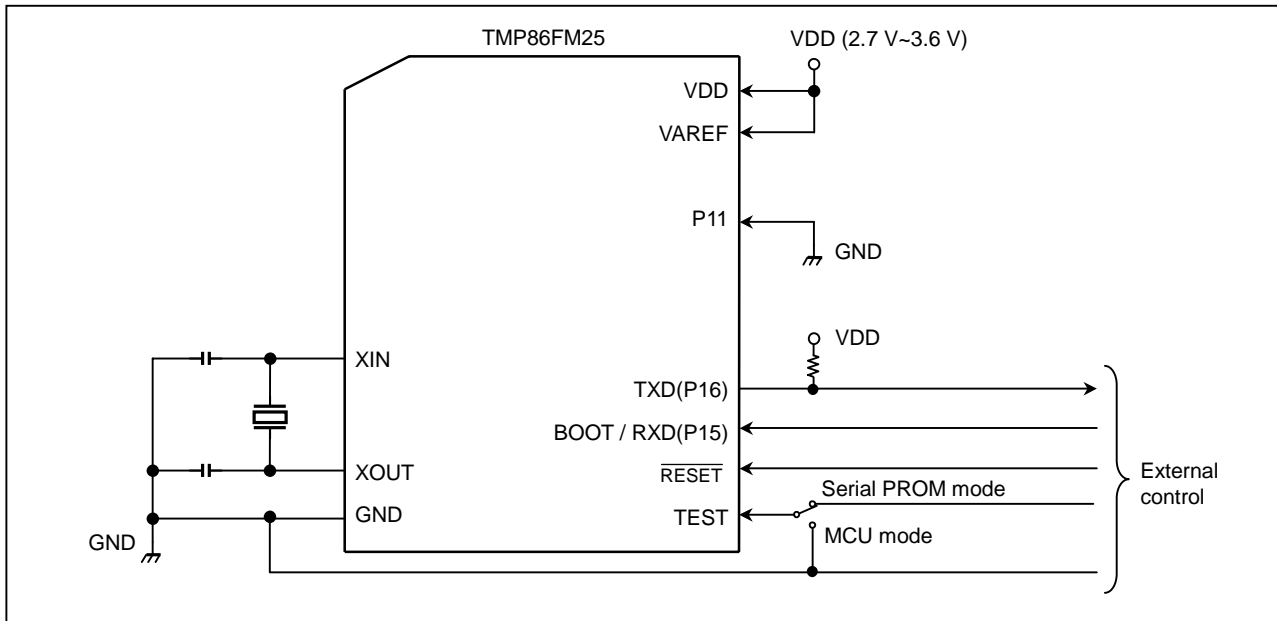 TMP86FM25
VDD (2.7 V~3.6 V)
VDD
VAREF
P11
GND
VDD
XIN
TXD(P16)
BOOT / RXD(P15)
XOUT
RESET
External
control
Serial PROM mode
GND
TEST
MCU mode
GND